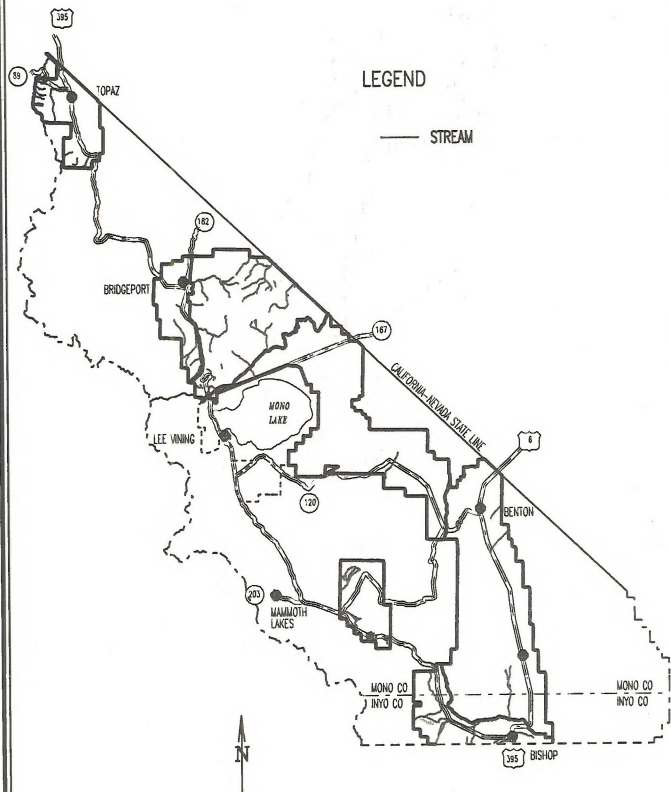 395
89
TOPAZ
LEGEND
STREAM
182
BRIDGEPORT
167
CALIFORNIA-NEVADA STATE LINE
MONO
LAKE
LEE VINING
6
120
BENTON
203
MAMMOTH
LAKES
MONO CO
INYO CO
MONO CO
INYO CO
N
395 BISHOP